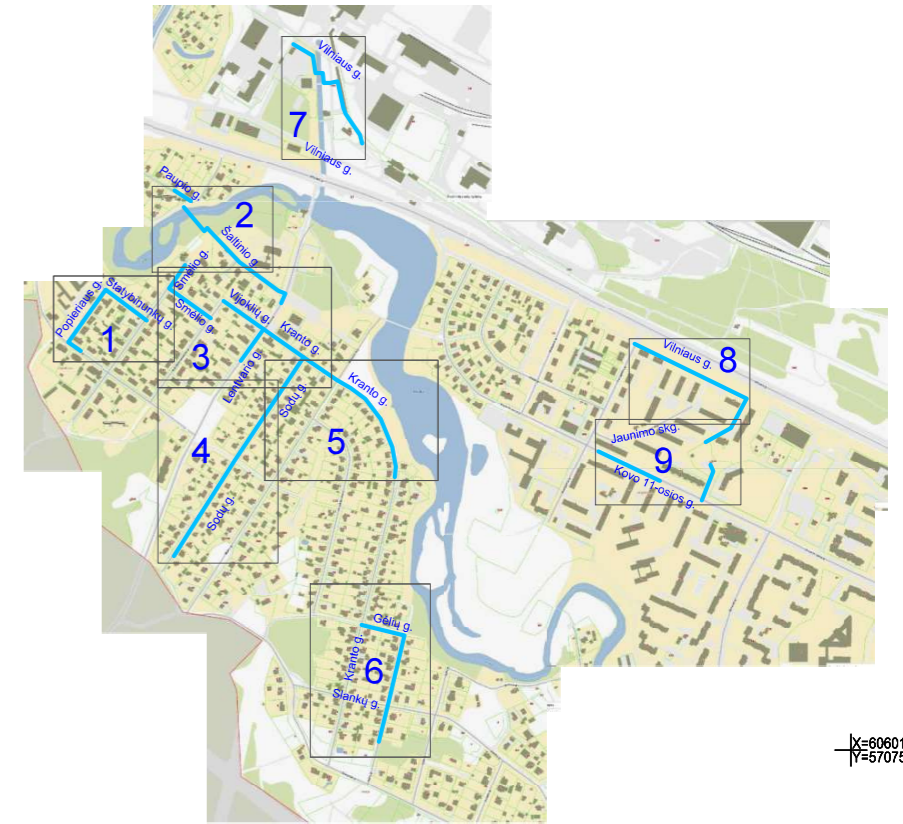 Vilniaus g.
7
Vilniaus g.
Paupio g.
2
Šaltinio g.
Smėlio g.
Popieriaus g.
Statybininkų g.
1
Smėlio g.
Vijoklių g.
Kranto g.
3
Lentvario g.
Vilniaus g.
8
Sodų g.
Kranto g.
4
5
Jaunimo skg.
9
Kovo 11-osios g.
Sodų g.
Gėlių g.
Kranto g.
6
Slankų g.
X=60601
Y=57075